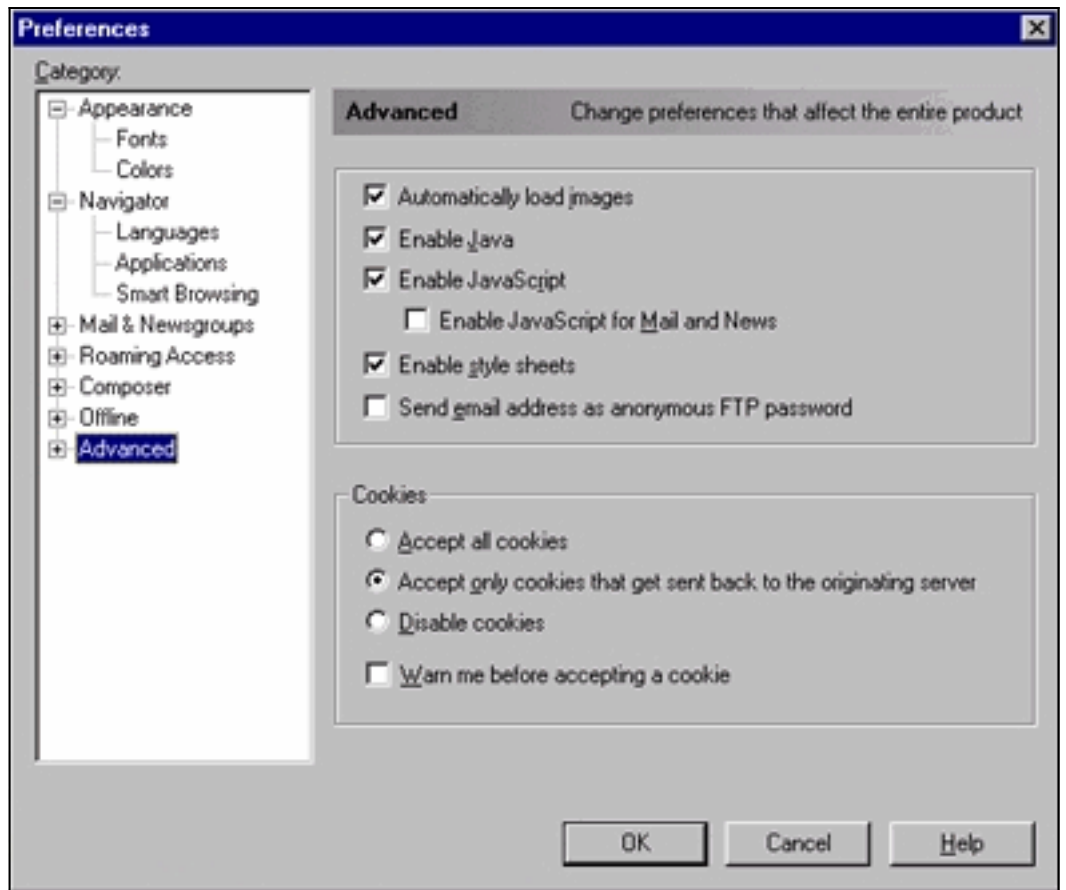 Preferences
Category:
Appearance
Fonts
Colors
Navigator
Languages
Applications
Smart Browsing
Mail & Newsgroups
Roaming Access
Composer
Offline
Advanced
Advanced Change preferences that affect the entire product
Automatically load images
Enable Java
Enable JavaScript
Enable JavaScript for Mail and News
Enable style sheets
Send email address as anonymous FTP password
Cookies
Accept all cookies
Accept only cookies that get sent back to the originating server
Disable cookies
Warn me before accepting a cookie
OK Cancel Help